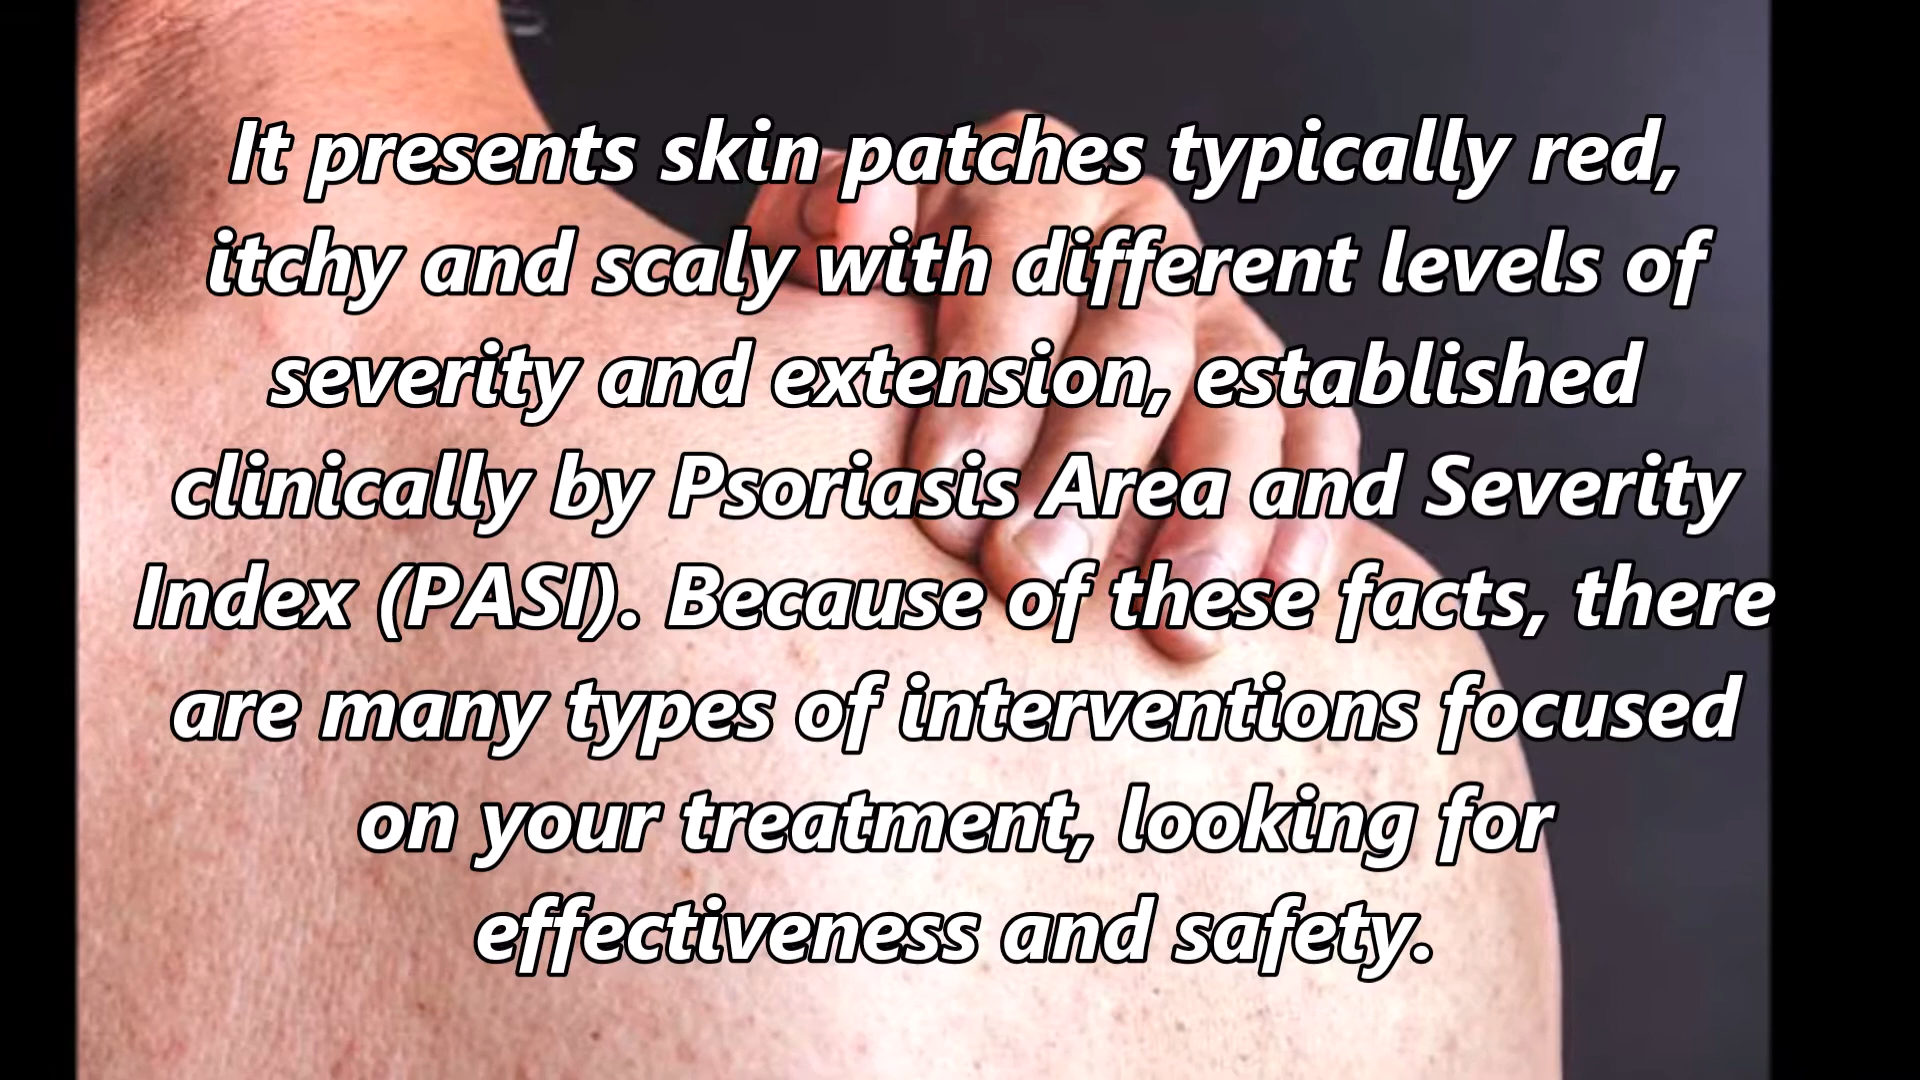 It presents skin patches typically red,
itchy and scaly with different levels of
severity and extension, established
clinically by Psoriasis Area and Severity
Index (PASI). Because of these facts, there
are many types of interventions focused
on your treatment, looking for
effectiveness and safety.